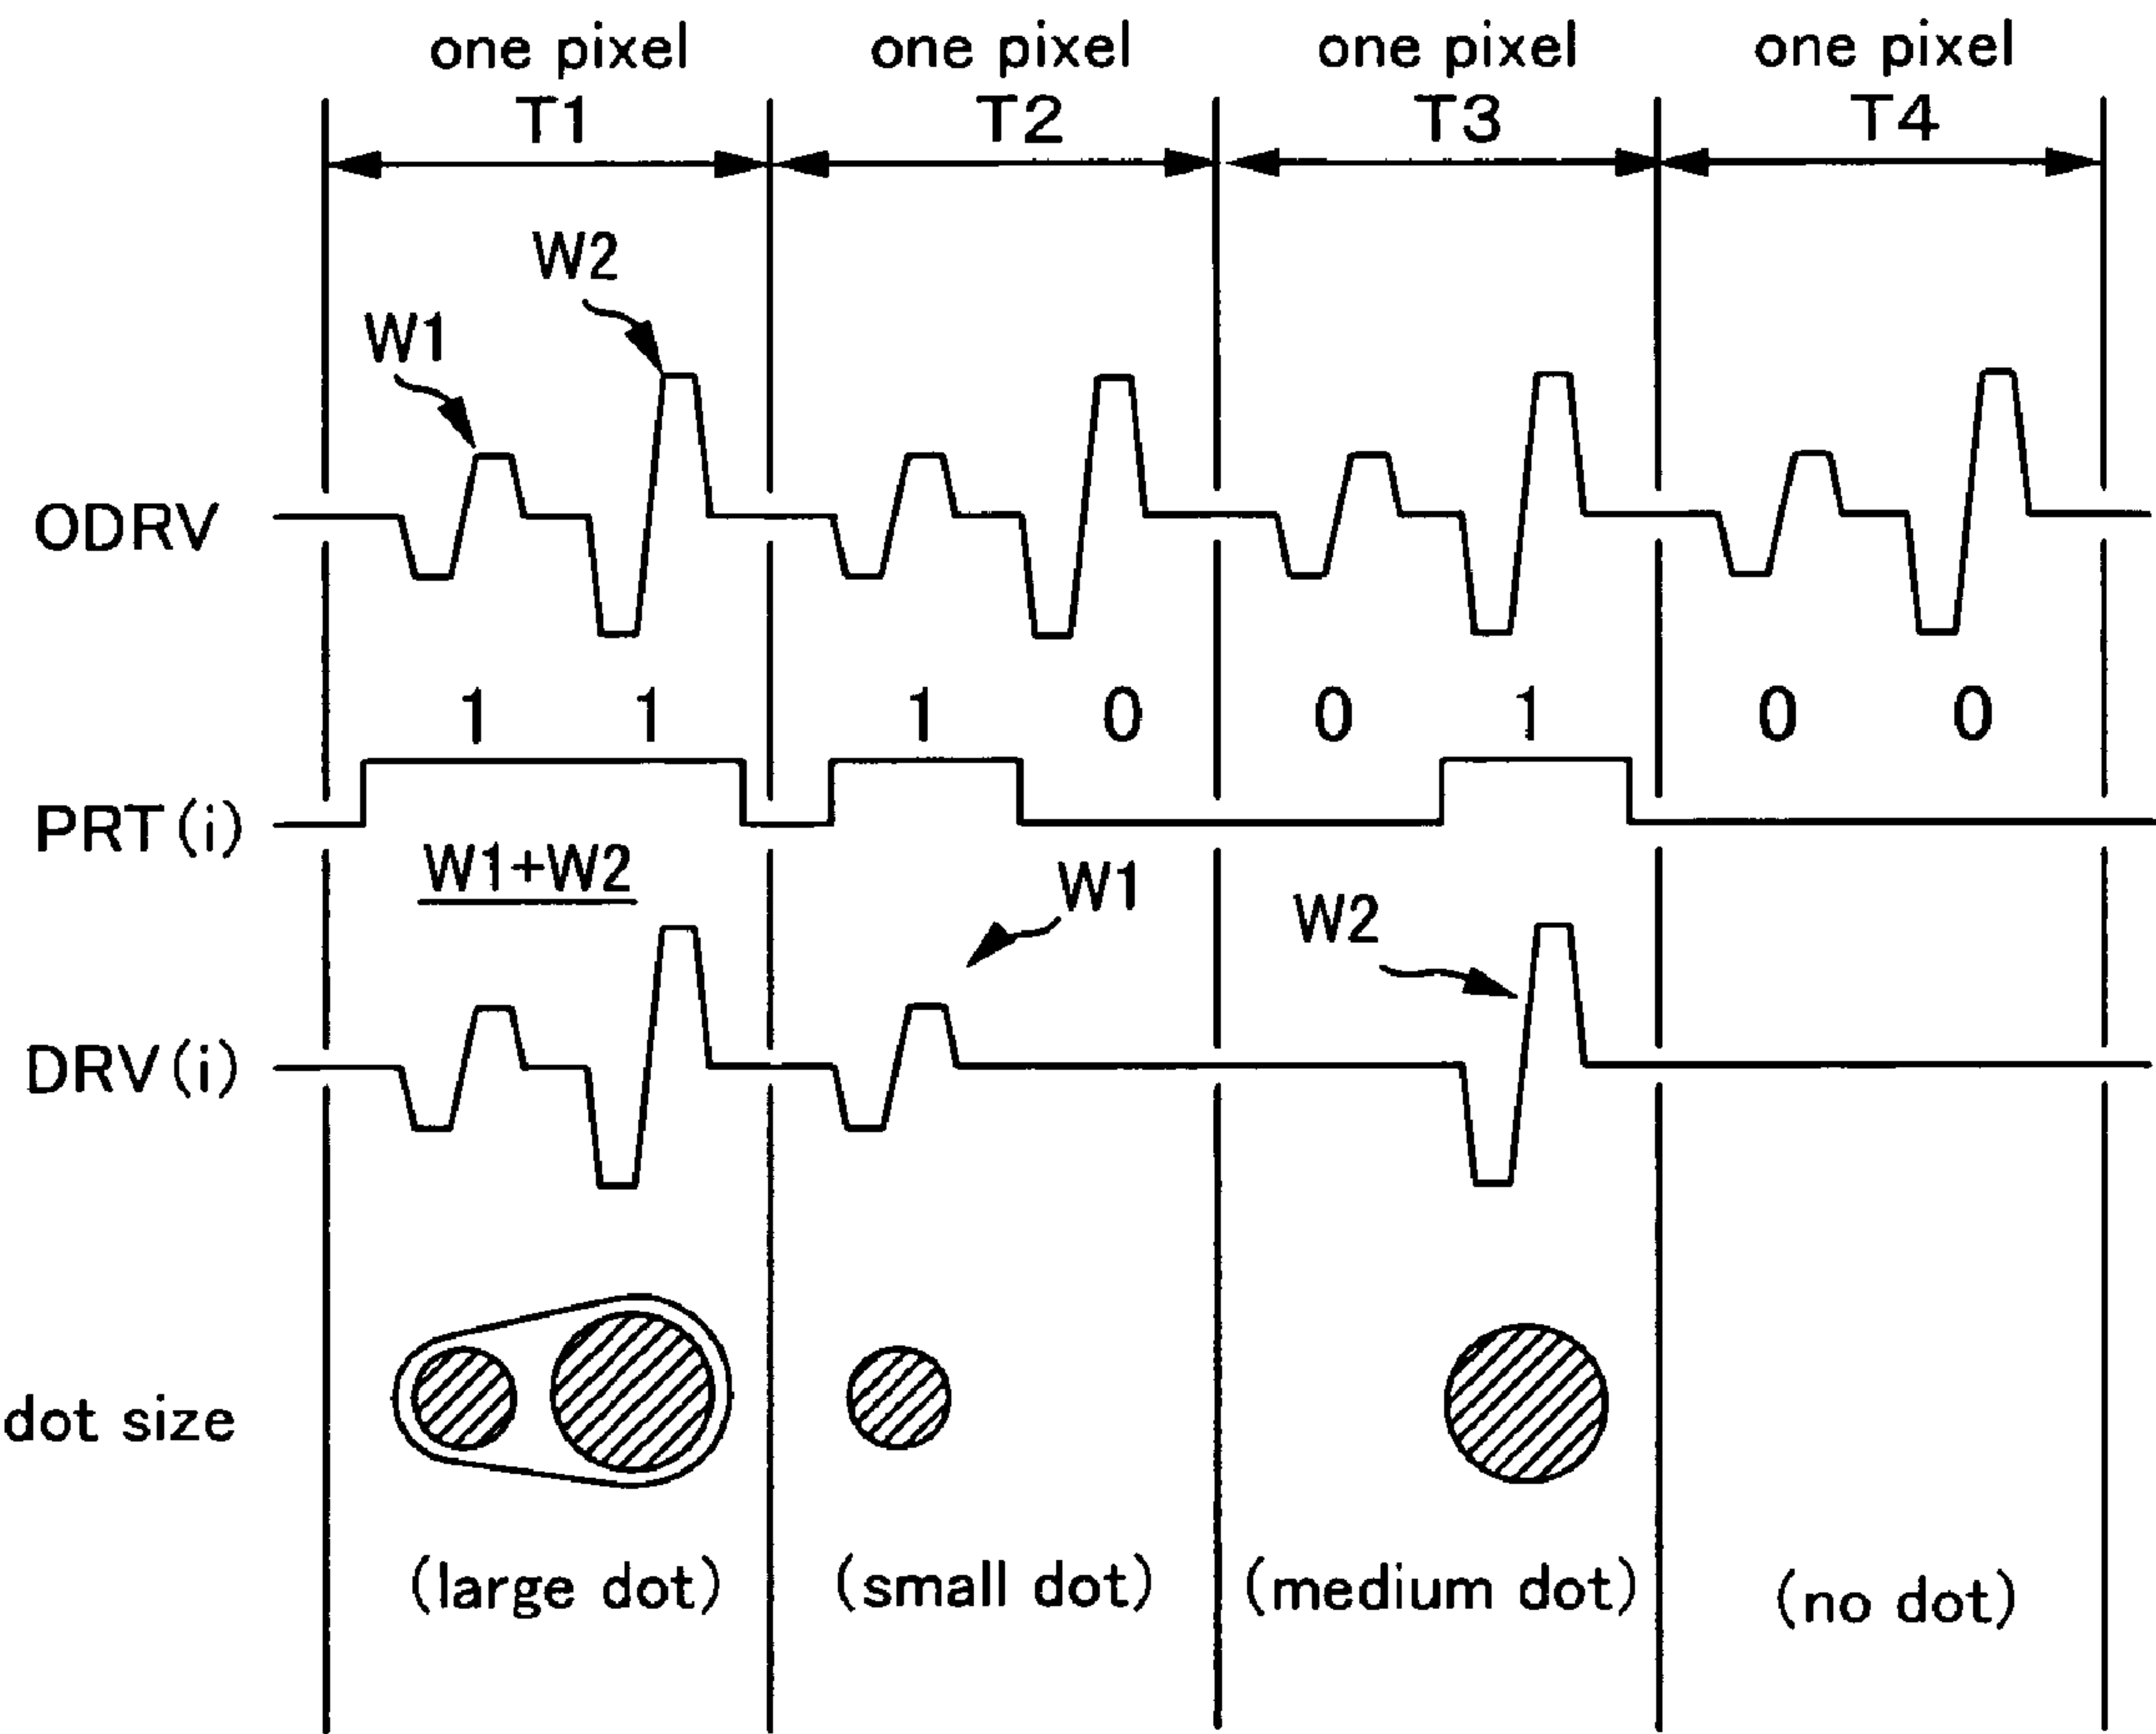 one pixel one pixel one pixel one pixel
T1 T2 T3 T4
W2
W1
ODRV
1 1 1 0 0 1 0 0
PRT(i)
W1+W2 W1 W2
DRV(i)
dot size
(large dot) (small dot) (medium dot) (no dot)